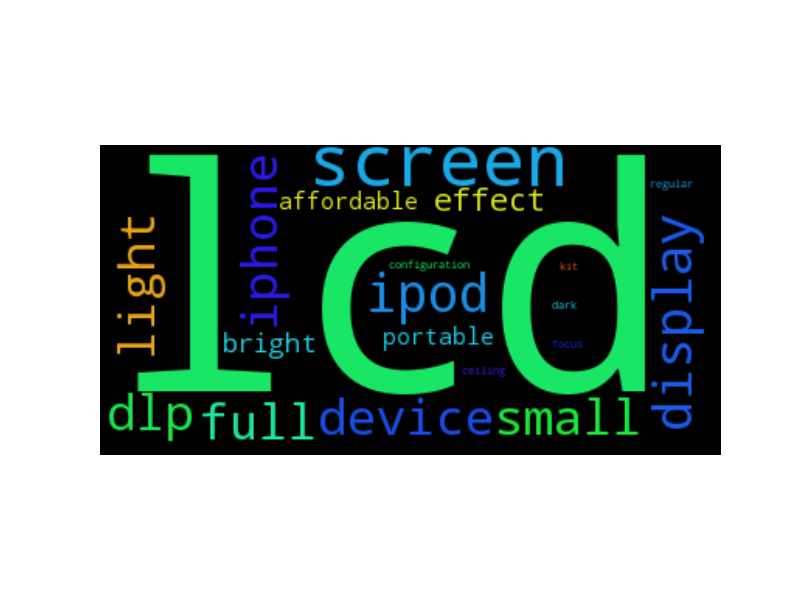 screen
iphone
affordable effect
regular
lcd
light
display
configuration
kit
ipod
dark
bright
portable
focus
ceiling
dlp full device small